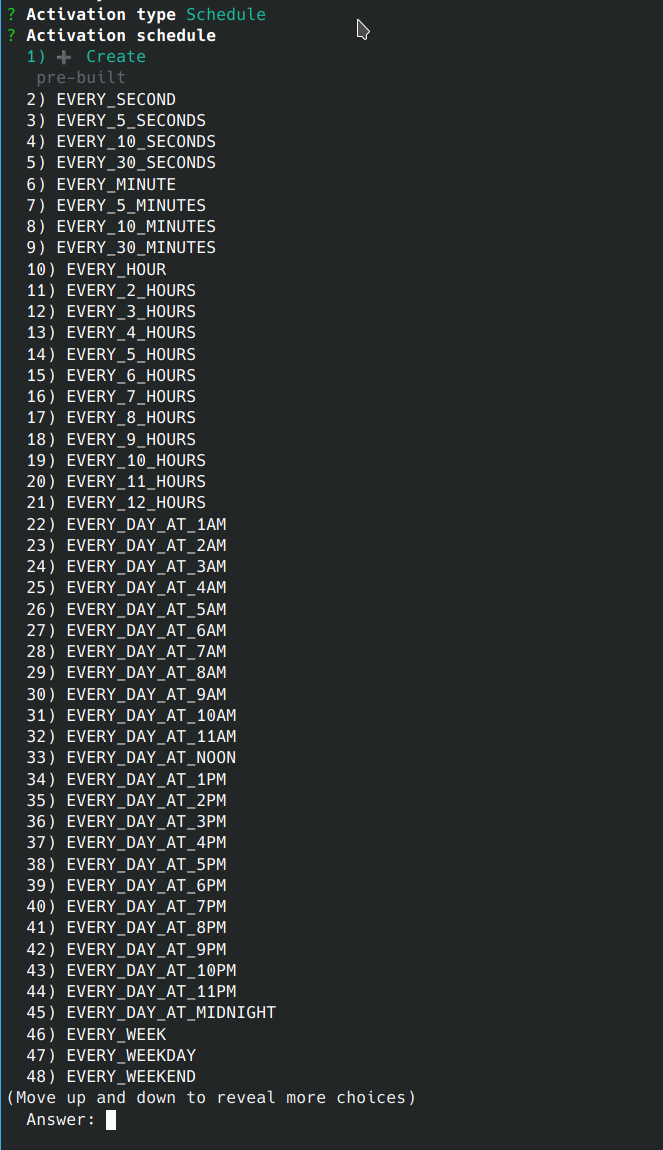 ? Activation type Schedule
? Activation schedule
1) ➕ Create
pre-built
2) EVERY_SECOND
3) EVERY_5_SECONDS
4) EVERY_10_SECONDS
5) EVERY_30_SECONDS
6) EVERY_MINUTE
7) EVERY_5_MINUTES
8) EVERY_10_MINUTES
9) EVERY_30_MINUTES
10) EVERY_HOUR
11) EVERY_2_HOURS
12) EVERY_3_HOURS
13) EVERY_4_HOURS
14) EVERY_5_HOURS
15) EVERY_6_HOURS
16) EVERY_7_HOURS
17) EVERY_8_HOURS
18) EVERY_9_HOURS
19) EVERY_10_HOURS
20) EVERY_11_HOURS
21) EVERY_12_HOURS
22) EVERY_DAY_AT_1AM
23) EVERY_DAY_AT_2AM
24) EVERY_DAY_AT_3AM
25) EVERY_DAY_AT_4AM
26) EVERY_DAY_AT_5AM
27) EVERY_DAY_AT_6AM
28) EVERY_DAY_AT_7AM
29) EVERY_DAY_AT_8AM
30) EVERY_DAY_AT_9AM
31) EVERY_DAY_AT_10AM
32) EVERY_DAY_AT_11AM
33) EVERY_DAY_AT_NOON
34) EVERY_DAY_AT_1PM
35) EVERY_DAY_AT_2PM
36) EVERY_DAY_AT_3PM
37) EVERY_DAY_AT_4PM
38) EVERY_DAY_AT_5PM
39) EVERY_DAY_AT_6PM
40) EVERY_DAY_AT_7PM
41) EVERY_DAY_AT_8PM
42) EVERY_DAY_AT_9PM
43) EVERY_DAY_AT_10PM
44) EVERY_DAY_AT_11PM
45) EVERY_DAY_AT_MIDNIGHT
46) EVERY_WEEK
47) EVERY_WEEKDAY
48) EVERY_WEEKEND
(Move up and down to reveal more choices)
Answer: